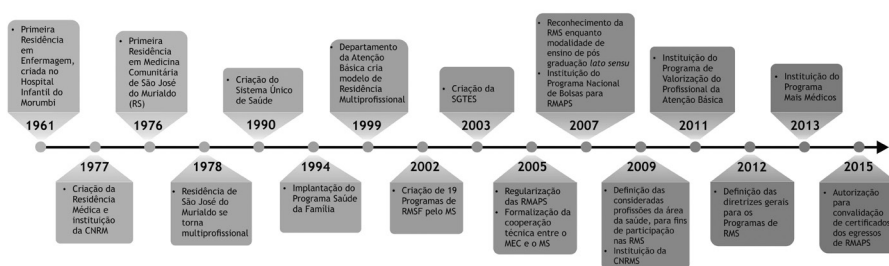 • Primeira
Residência
em
Enfermagem,
criada no
Hospital
Infantil do
Morumbi
1961
• Criação da
Residência
Médica e
instituição
da CNRM
1977
• Primeira
Residência
em Medicina
Comunitária
de São José
do Murialdo
(RS)
1976
• Residência de
São José do
Murialdo se
torna
multiprofissional
1978
• Criação do
Sistema Único
de Saúde
1990
• Implantação do
Programa Saúde
da Família
1994
• Departamento
da Atenção
Básica cria
modelo de
Residência
Multiprofissional
1999
• Criação de 19
Programas de
RMSF pelo MS
2002
• Criação da
SGTES
2003
• Regularização
das RMAPS
• Formalização da
cooperação
técnica entre o
MEC e o MS
2005
• Reconhecimento da
RMS enquanto
modalidade de
ensino de pós
graduação lato sensu
• Instituição do
Programa Nacional
de Bolsas para
RMAPS
2007
• Definição das
consideradas
profissões da área
da saúde, para fins
de participação
nas RMS
• Instituição da
CNRMS
2009
• Instituição do
Programa de
Valorização do
Profissional da
Atenção Básica
2011
• Definição das
diretrizes gerais
para os
Programas de
RMS
2012
• Instituição do
Programa
Mais Médicos
2013
• Autorização
para
convalidação
de certificados
dos egressos
de RMAPS
2015